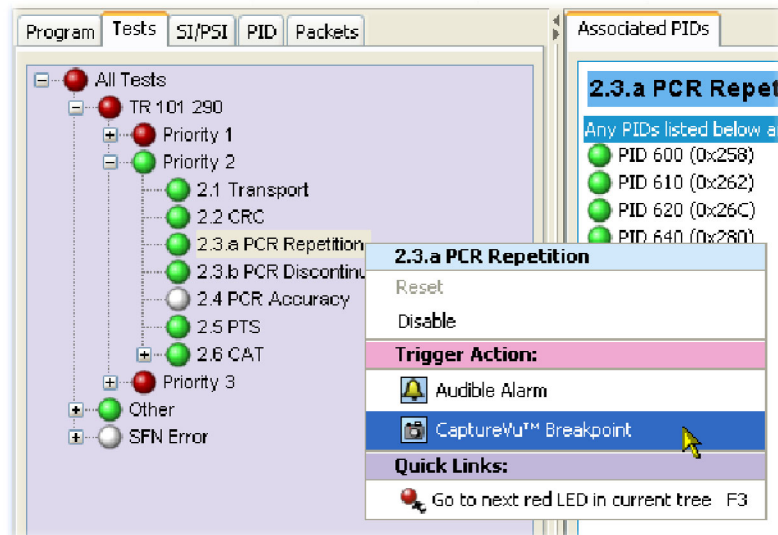 Program Tests SI/PSI PID Packets
Associated PIDs
All Tests
TR 101 290
Priority 1
Priority 2
2.1 Transport
2.2 CRC
2.3.a PCR Repetition
2.3.b PCR Discontinu
2.4 PCR Accuracy
2.5 PTS
2.6 CAT
Priority 3
Other
SFN Error
2.3.a PCR Repet
Any PIDs listed below a
PID 600 (0x258)
PID 610 (0x262)
PID 620 (0x26C)
PID 640 (0x280)
2.3.a PCR Repetition
Reset
Disable
Trigger Action:
Audible Alarm
CaptureVu™ Breakpoint
Quick Links:
Go to next red LED in current tree F3